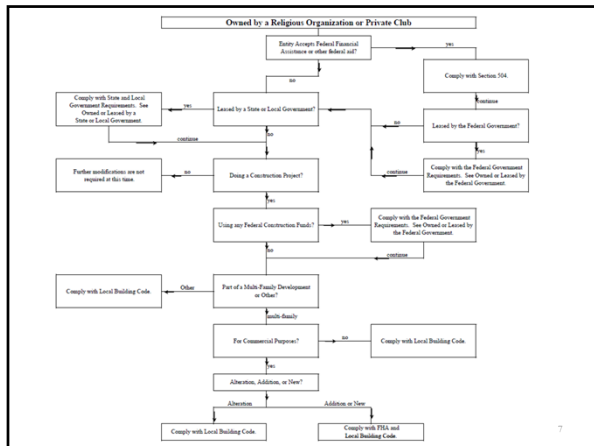 Owned by a Religious Organization or Private Club
Entity Accepts Federal Financial
Assistance or other federal aid?
yes
no
Comply with Section 504.
continue
Comply with State and Local
Government Requirements. See
Owned or Leased by a
State or Local Government.
yes
Leased by a State or Local Government?
no
Leased by the Federal Government?
continue
no
yes
Comply with the Federal Government
Requirements. See Owned or Leased by
the Federal Government.
continue
Further modifications are not
required at this time.
no
Doing a Construction Project?
yes
Using any Federal Construction Funds?
yes
Comply with the Federal Government
Requirements. See Owned or Leased by
the Federal Government.
no
continue
Comply with Local Building Code.
Other
Part of a Multi-Family Development
or Other?
multi-family
For Commercial Purposes?
no
Comply with Local Building Code.
yes
Alteration, Addition, or New?
Alteration
Addition or New
Comply with Local Building Code.
Comply with FHA and
Local Building Code.
7